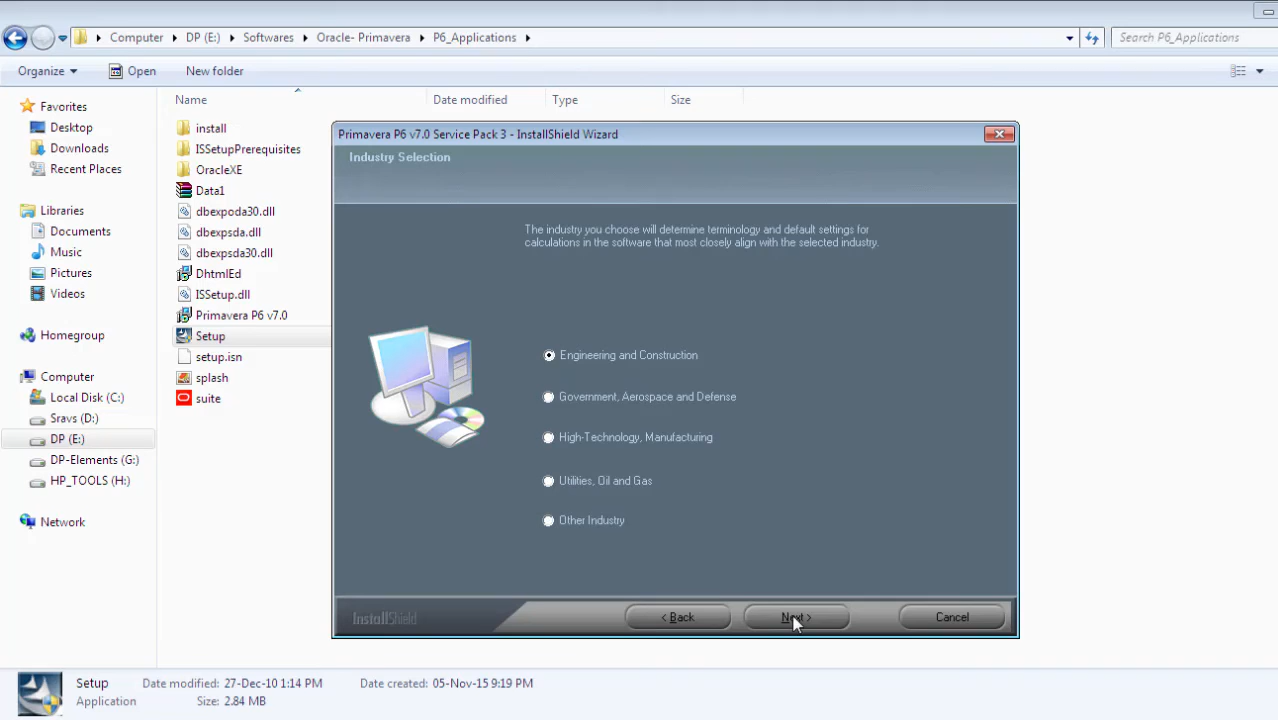 Computer DP (E:) Softwares Oracle- Primavera P6_Applications
Search P6_Applications
Organize Open New folder
Favorites
Desktop
Downloads
Recent Places
Libraries
Documents
Music
Pictures
Videos
Homegroup
Computer
Local Disk (C:)
Sravs (D:)
DP (E:)
DP-Elements (G:)
HP_TOOLS (H:)
Network
Name Date modified Type Size
install
ISSetupPrerequisites
OracleXE
Data1
dbexpoda30.dll
dbexpsda.dll
dbexpsda30.dll
DhtmlEd
ISSetup.dll
Primavera P6 v7.0
Setup
setup.isn
splash
suite
Primavera P6 v7.0 Service Pack 3 - InstallShield Wizard
Industry Selection
The industry you choose will determine terminology and default settings for
calculations in the software that most closely align with the selected industry.
Engineering and Construction
Government, Aerospace and Defense
High-Technology, Manufacturing
Utilities, Oil and Gas
Other Industry
InstallShield
< Back
Next >
Cancel
Setup Date modified: 27-Dec-10 1:14 PM Date created: 05-Nov-15 9:19 PM
Application Size: 2.84 MB